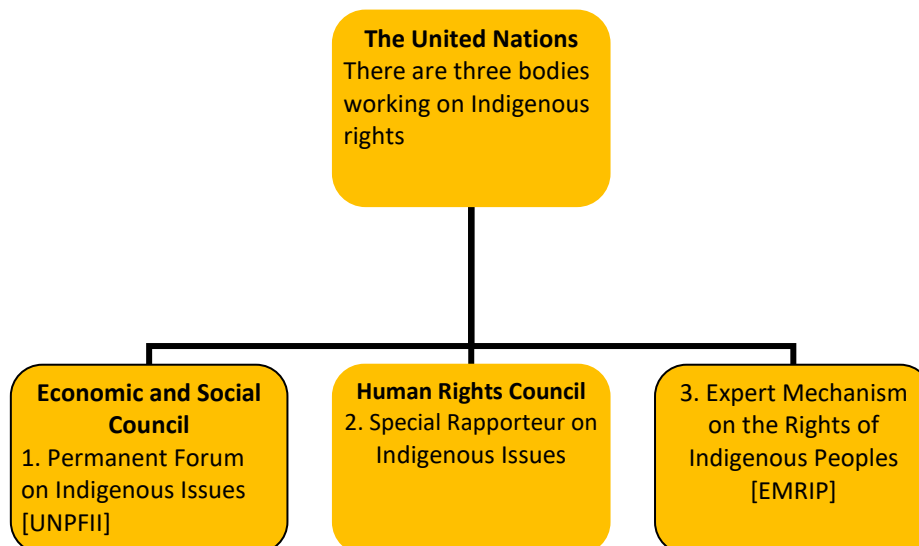 The United Nations
There are three bodies
working on Indigenous
rights
Economic and Social
Council
1. Permanent Forum
on Indigenous Issues
[UNPFII]
Human Rights Council
2. Special Rapporteur on
Indigenous Issues
3. Expert Mechanism
on the Rights of
Indigenous Peoples
[EMRIP]